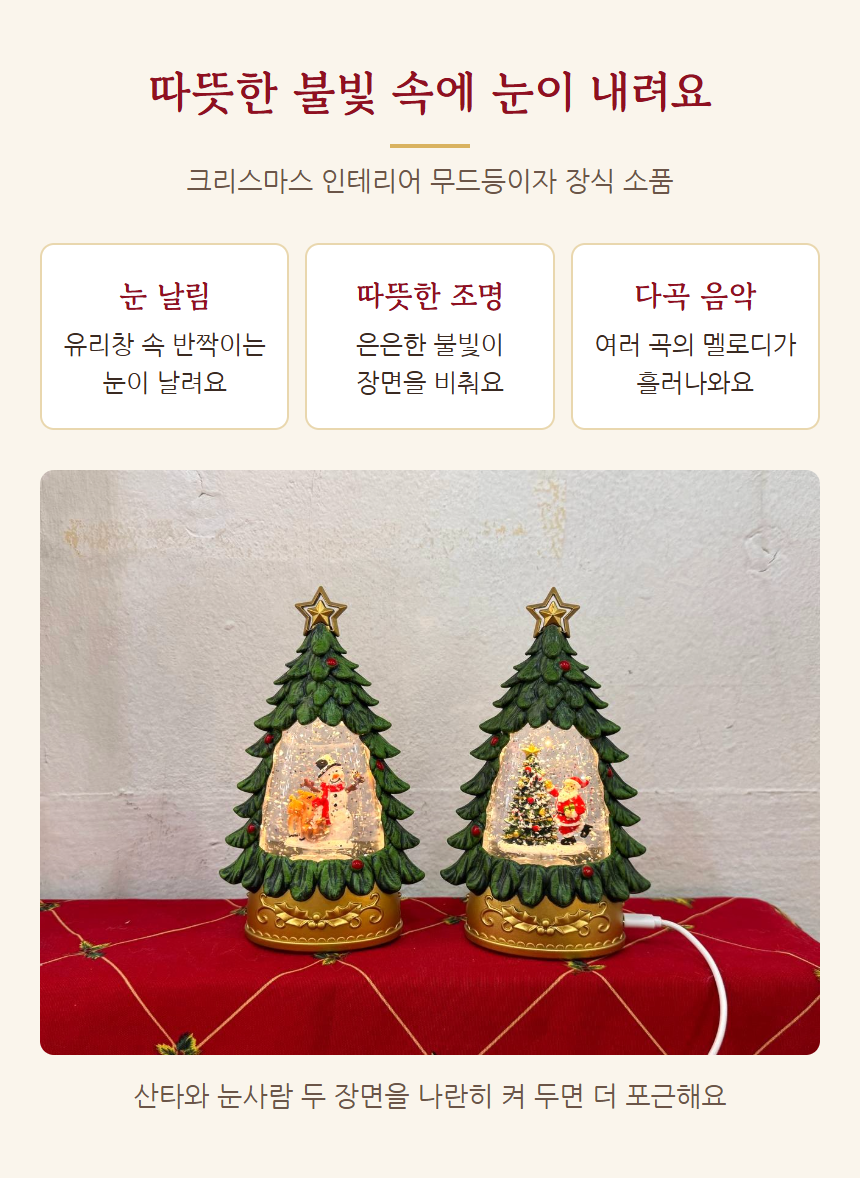 따뜻한 불빛 속에 눈이 내려요
크리스마스 인테리어 무드등이자 장식 소품
눈 날림
유리창 속 반짝이는
눈이 날려요
따뜻한 조명
은은한 불빛이
장면을 비춰요
다곡 음악
여러 곡의 멜로디가
흘러나와요
산타와 눈사람 두 장면을 나란히 켜 두면 더 포근해요